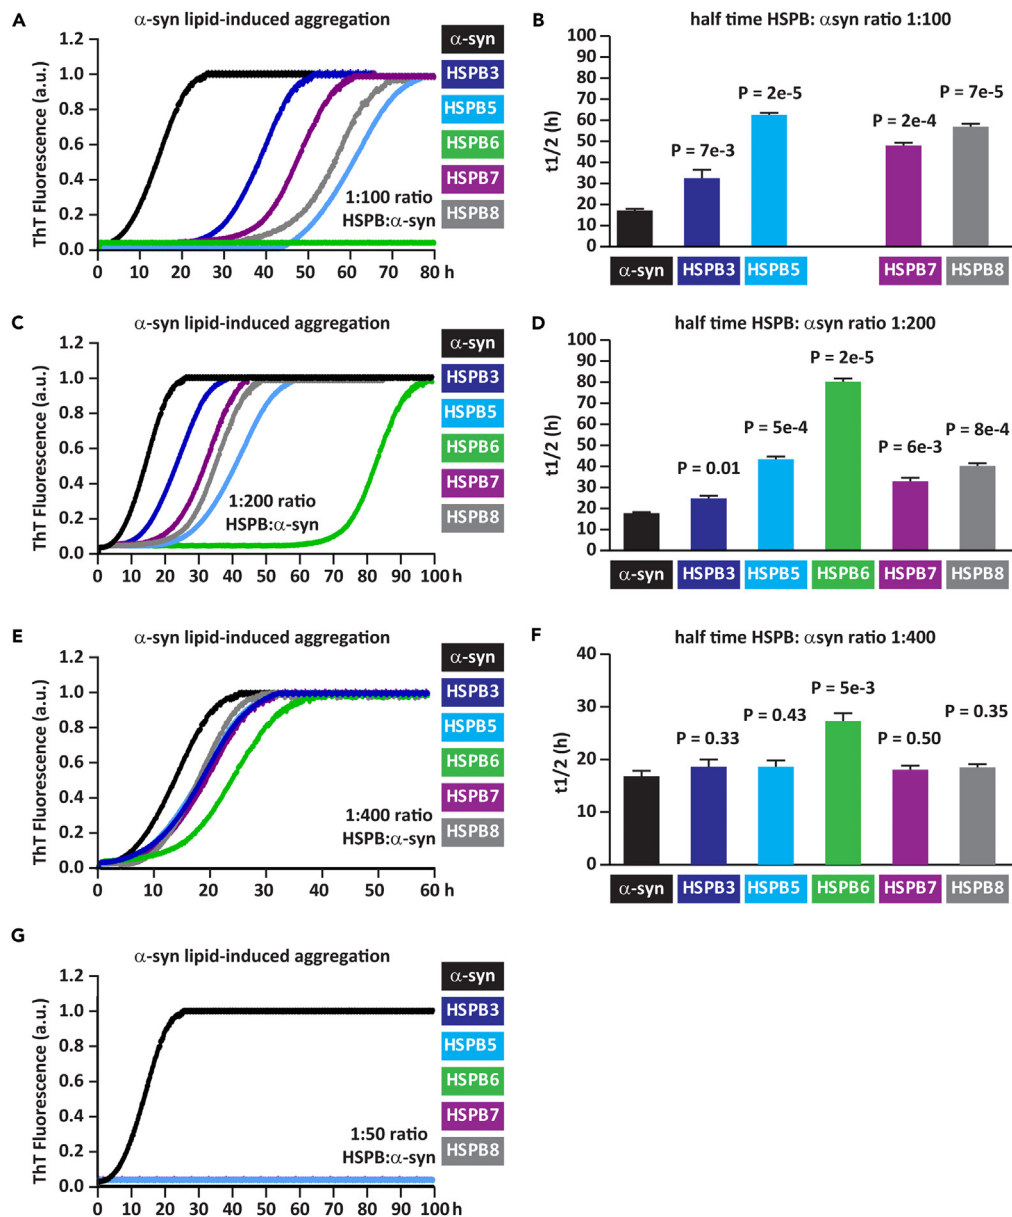 A
α-syn lipid-induced aggregation
ThT Fluorescence (a.u.)
1.2
1.0
0.8
0.6
0.4
0.2
0.0
0 10 20 30 40 50 60 70 80 h
1:100 ratio
HSPB:α-syn
α-syn
HSPB3
HSPB5
HSPB6
HSPB7
HSPB8
B
half time HSPB: αsyn ratio 1:100
t1/2 (h)
100
90
80
70
60
50
40
30
20
10
0
P = 7e-3
P = 2e-5
P = 2e-4
P = 7e-5
α-syn HSPB3 HSPB5 HSPB7 HSPB8
C
α-syn lipid-induced aggregation
ThT Fluorescence (a.u.)
1.2
1.0
0.8
0.6
0.4
0.2
0.0
0 10 20 30 40 50 60 70 80 90 100 h
1:200 ratio
HSPB:α-syn
α-syn
HSPB3
HSPB5
HSPB6
HSPB7
HSPB8
D
half time HSPB: αsyn ratio 1:200
t1/2 (h)
100
90
80
70
60
50
40
30
20
10
0
P = 0.01
P = 5e-4
P = 2e-5
P = 6e-3
P = 8e-4
α-syn HSPB3 HSPB5 HSPB6 HSPB7 HSPB8
E
α-syn lipid-induced aggregation
ThT Fluorescence (a.u.)
1.2
1.0
0.8
0.6
0.4
0.2
0.0
0 10 20 30 40 50 60 h
1:400 ratio
HSPB:α-syn
α-syn
HSPB3
HSPB5
HSPB6
HSPB7
HSPB8
F
half time HSPB: αsyn ratio 1:400
t1/2 (h)
40
30
20
10
0
P = 0.33
P = 0.43
P = 5e-3
P = 0.50
P = 0.35
α-syn HSPB3 HSPB5 HSPB6 HSPB7 HSPB8
G
α-syn lipid-induced aggregation
ThT Fluorescence (a.u.)
1.2
1.0
0.8
0.6
0.4
0.2
0.0
0 10 20 30 40 50 60 70 80 90 100 h
1:50 ratio
HSPB:α-syn
α-syn
HSPB3
HSPB5
HSPB6
HSPB7
HSPB8